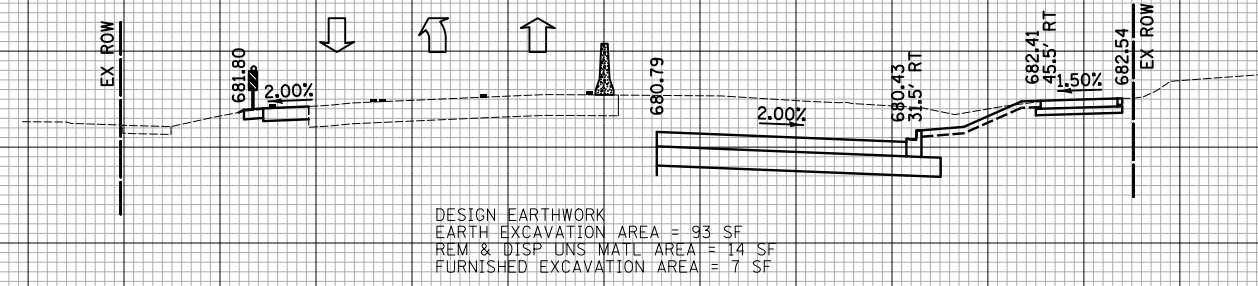 EX ROW
681.80
2.00%
680.79
2.00%
680.43
31.5' RT
682.41
45.5' RT
1.50%
682.54
EX ROW
DESIGN EARTHWORK
EARTH EXCAVATION AREA = 93 SF
REM & DISP UNS MATL AREA = 14 SF
FURNISHED EXCAVATION AREA = 7 SF